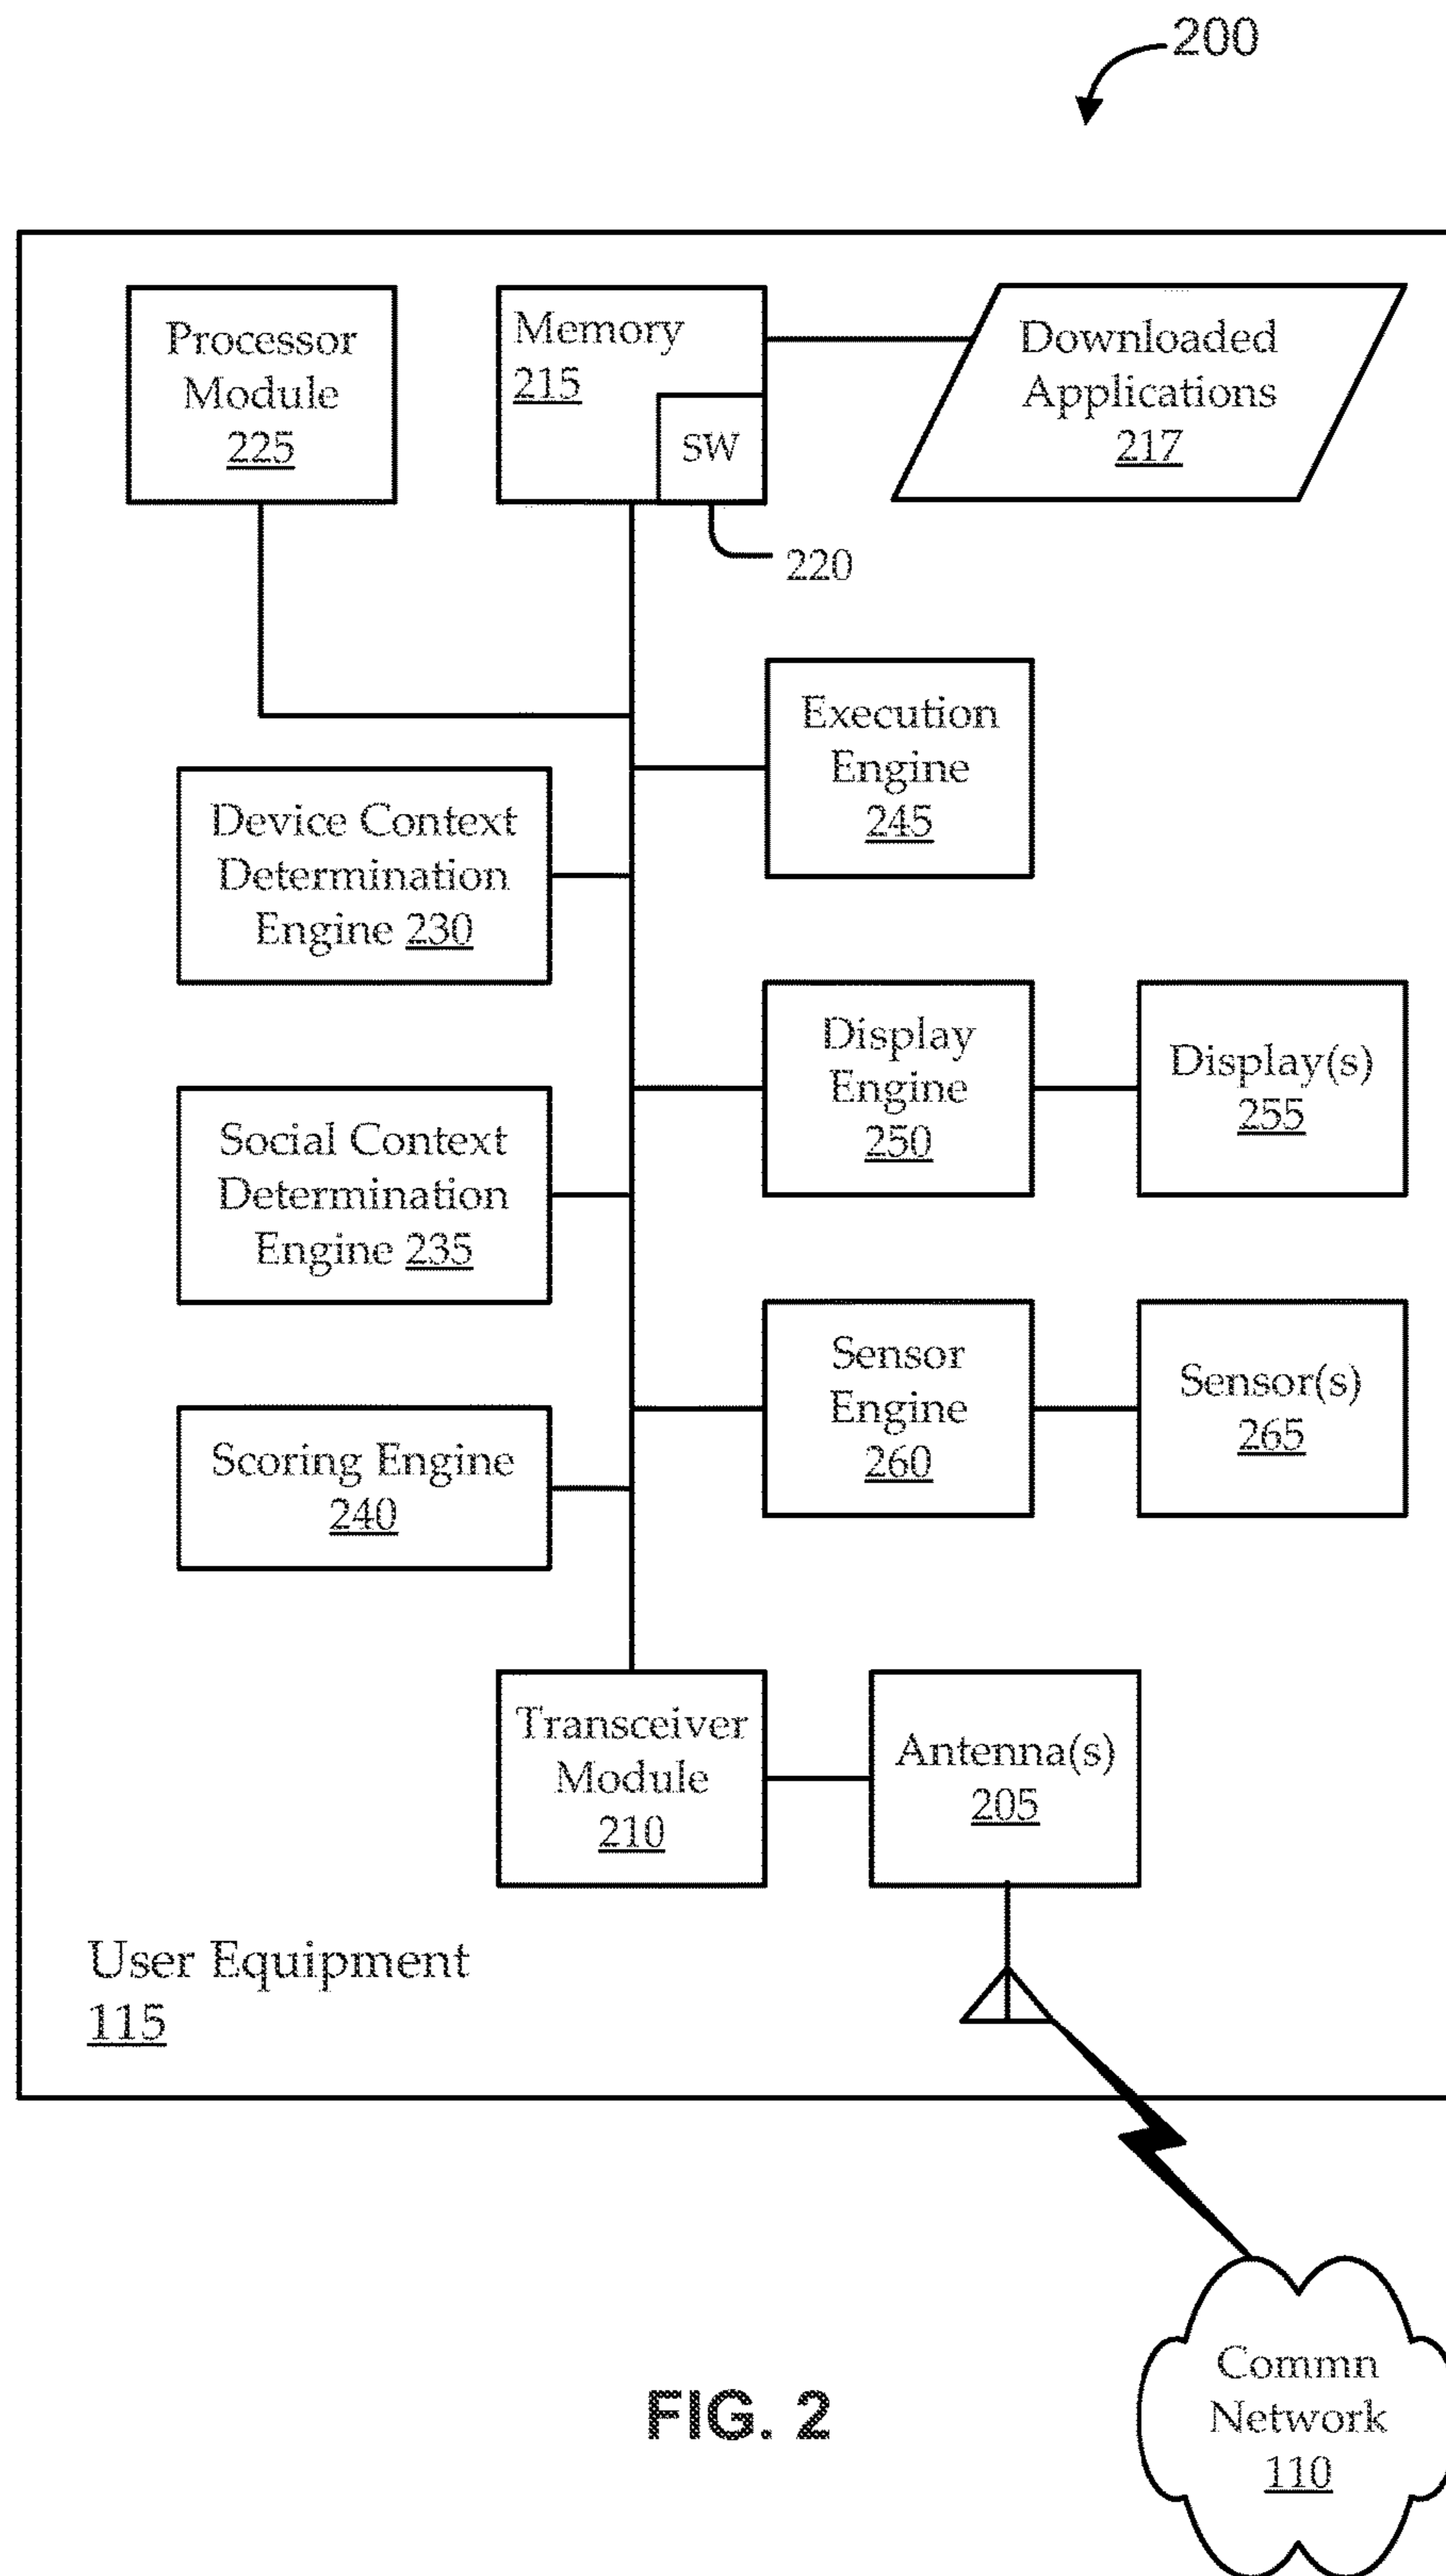 200
Processor
Module
225
Memory
215
SW
220
Downloaded
Applications
217
Execution
Engine
245
Device Context
Determination
Engine 230
Display
Engine
250
Display(s)
255
Social Context
Determination
Engine 235
Sensor
Engine
260
Sensor(s)
265
Scoring Engine
240
Transceiver
Module
210
Antenna(s)
205
User Equipment
115
Commn
Network
110
FIG. 2